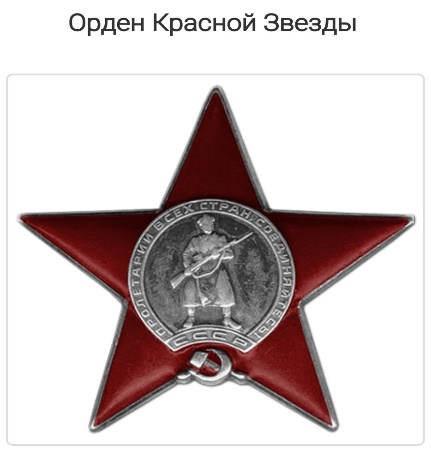 Орден Красной Звезды
ПРОЛЕТАРИИ ВСЕХ СТРАН, СОЕДИНЯЙТЕСЬ!
СССР